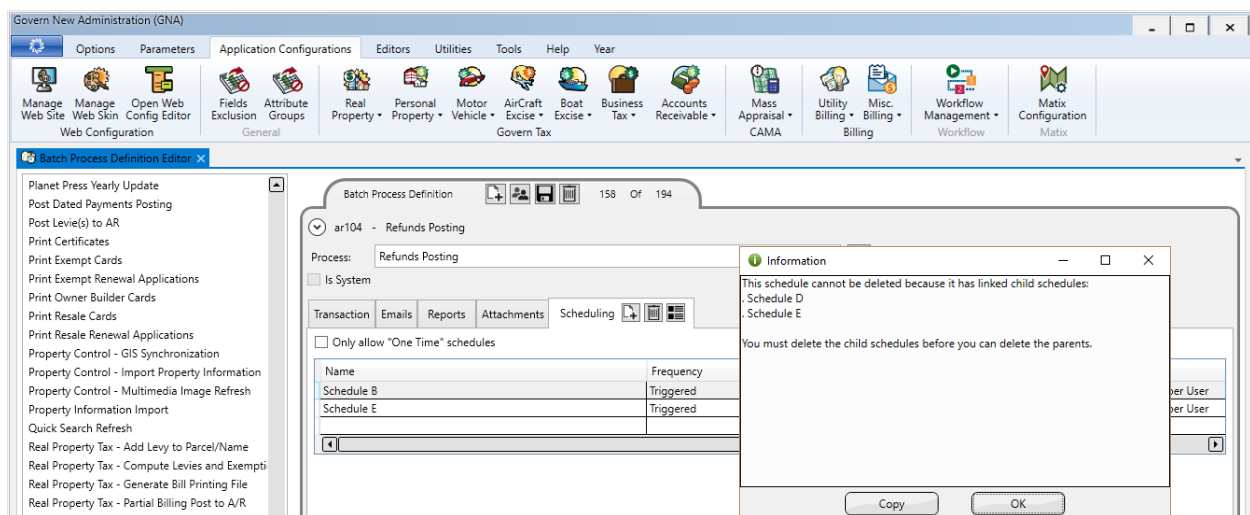 Govern New Administration (GNA)
Options Parameters Application Configurations Editors Utilities Tools Help Year
Manage Web Site
Manage Web Skin
Open Web Config Editor
Web Configuration
Fields Exclusion
Attribute Groups
General
Real Property
Personal Property
Motor Vehicle
AirCraft Excise
Boat Excise
Business Tax
Accounts Receivable
Govern Tax
Mass Appraisal
CAMA
Utility Billing
Misc. Billing
Billing
Workflow Management
Workflow
Matix Configuration
Matix
Batch Process Definition Editor
Planet Press Yearly Update
Post Dated Payments Posting
Post Levie(s) to AR
Print Certificates
Print Exempt Cards
Print Exempt Renewal Applications
Print Owner Builder Cards
Print Resale Cards
Print Resale Renewal Applications
Property Control - GIS Synchronization
Property Control - Import Property Information
Property Control - Multimedia Image Refresh
Property Information Import
Quick Search Refresh
Real Property Tax - Add Levy to Parcel/Name
Real Property Tax - Compute Levies and Exempti
Real Property Tax - Generate Bill Printing File
Real Property Tax - Partial Billing Post to A/R
Batch Process Definition 158 Of 194
ar104 - Refunds Posting
Process: Refunds Posting
Is System
Transaction Emails Reports Attachments Scheduling
Only allow "One Time" schedules
Name Frequency
Schedule B Triggered per User
Schedule E Triggered per User
Information
This schedule cannot be deleted because it has linked child schedules:
. Schedule D
. Schedule E
You must delete the child schedules before you can delete the parents.
Copy OK